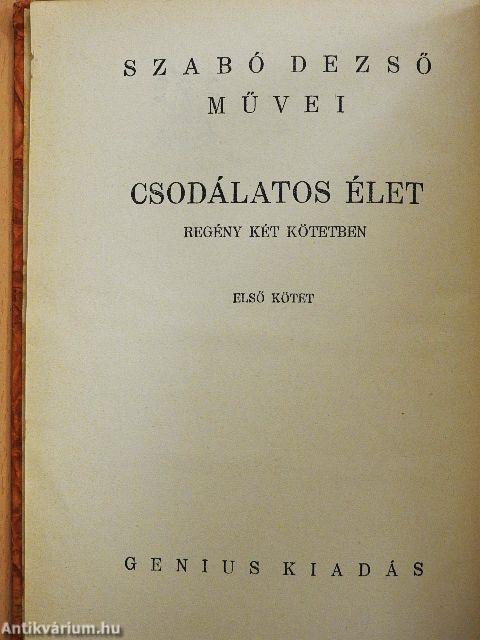 SZABÓ DEZSŐ
MŰVEI
CSODÁLATOS ÉLET
REGÉNY KÉT KÖTETBEN
ELSŐ KÖTET
GENIUS KIADÁS
Antikvárium.hu